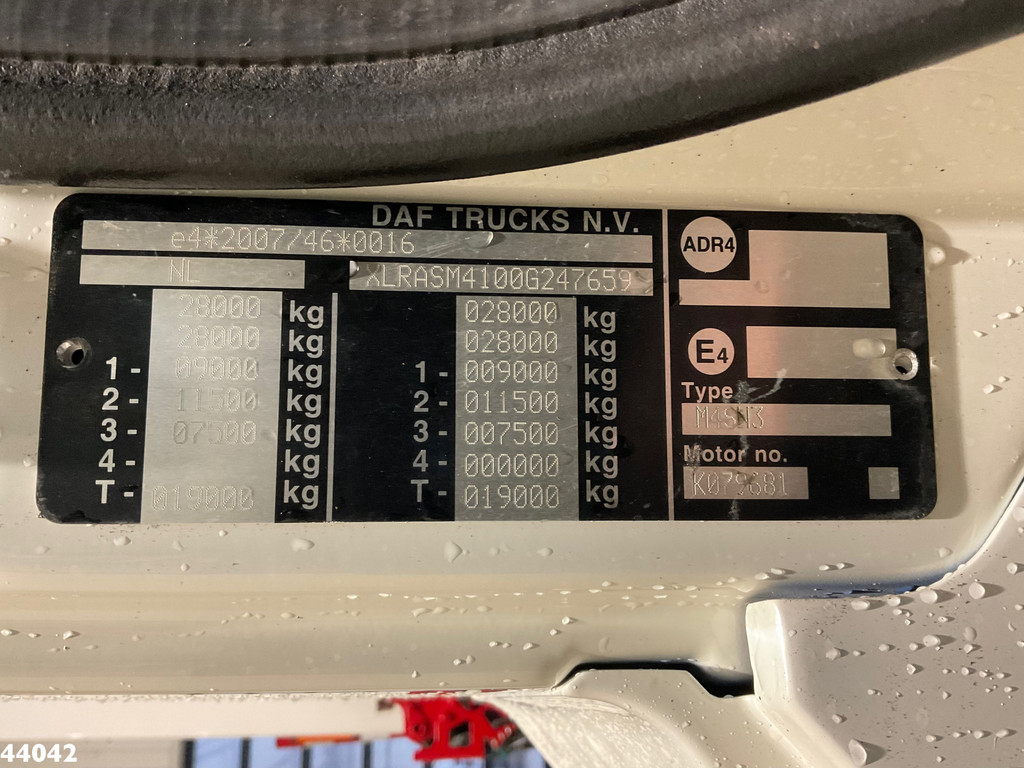 DAF TRUCKS N.V.
e4*2007/46*0016
NL XLRASM4100G247659
28000 kg 028000 kg
28000 kg 028000 kg
1 - 09000 kg 1 - 009000 kg
2 - 11500 kg 2 - 011500 kg
3 - 07500 kg 3 - 007500 kg
4 - kg 4 - 000000 kg
T - 019000 kg T - 019000 kg
ADR4
E4
Type
M4SN3
Motor no.
K079681
44042